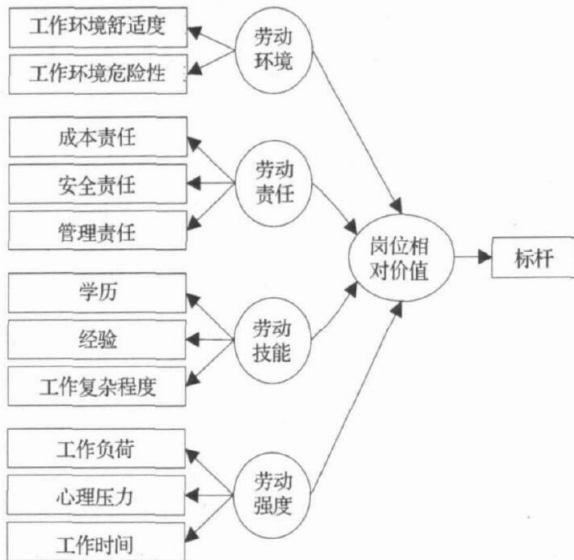 工作环境舒适度
工作环境危险性
劳动
环境
成本责任
安全责任
管理责任
劳动
责任
学历
经验
工作复杂程度
劳动
技能
工作负荷
心理压力
工作时间
劳动
强度
岗位相
对价值
标杆